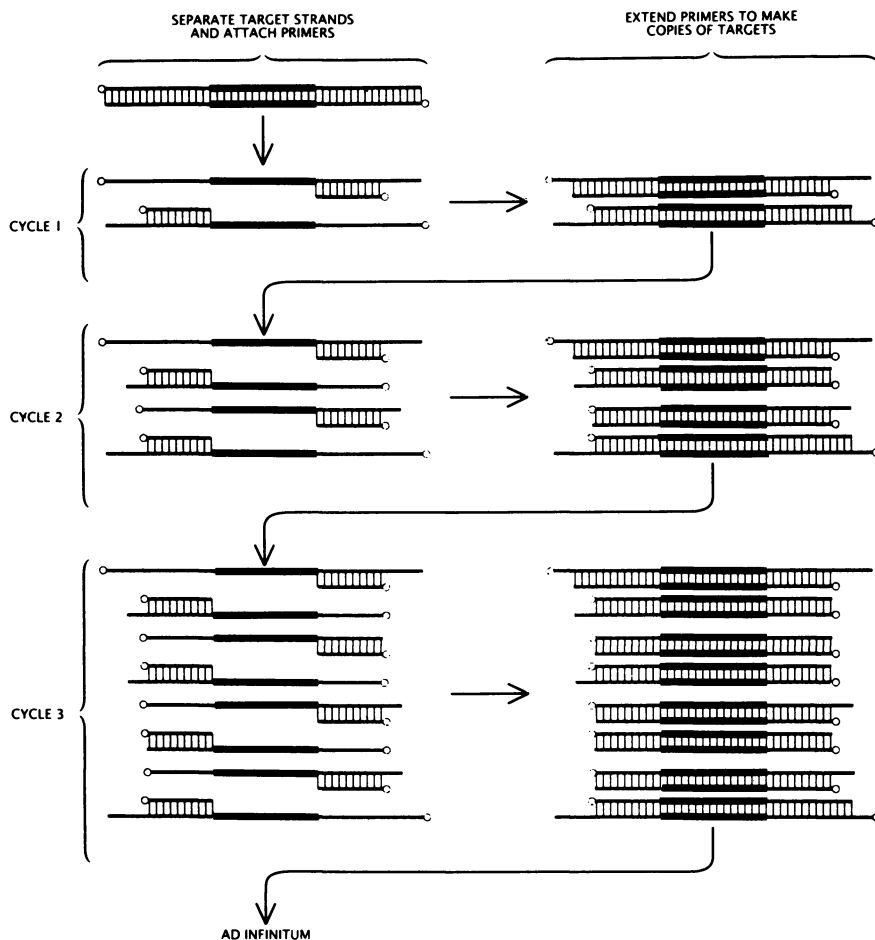 SEPARATE TARGET STRANDS
AND ATTACH PRIMERS
EXTEND PRIMERS TO MAKE
COPIES OF TARGETS
CYCLE I
CYCLE 2
CYCLE 3
AD INFINITUM